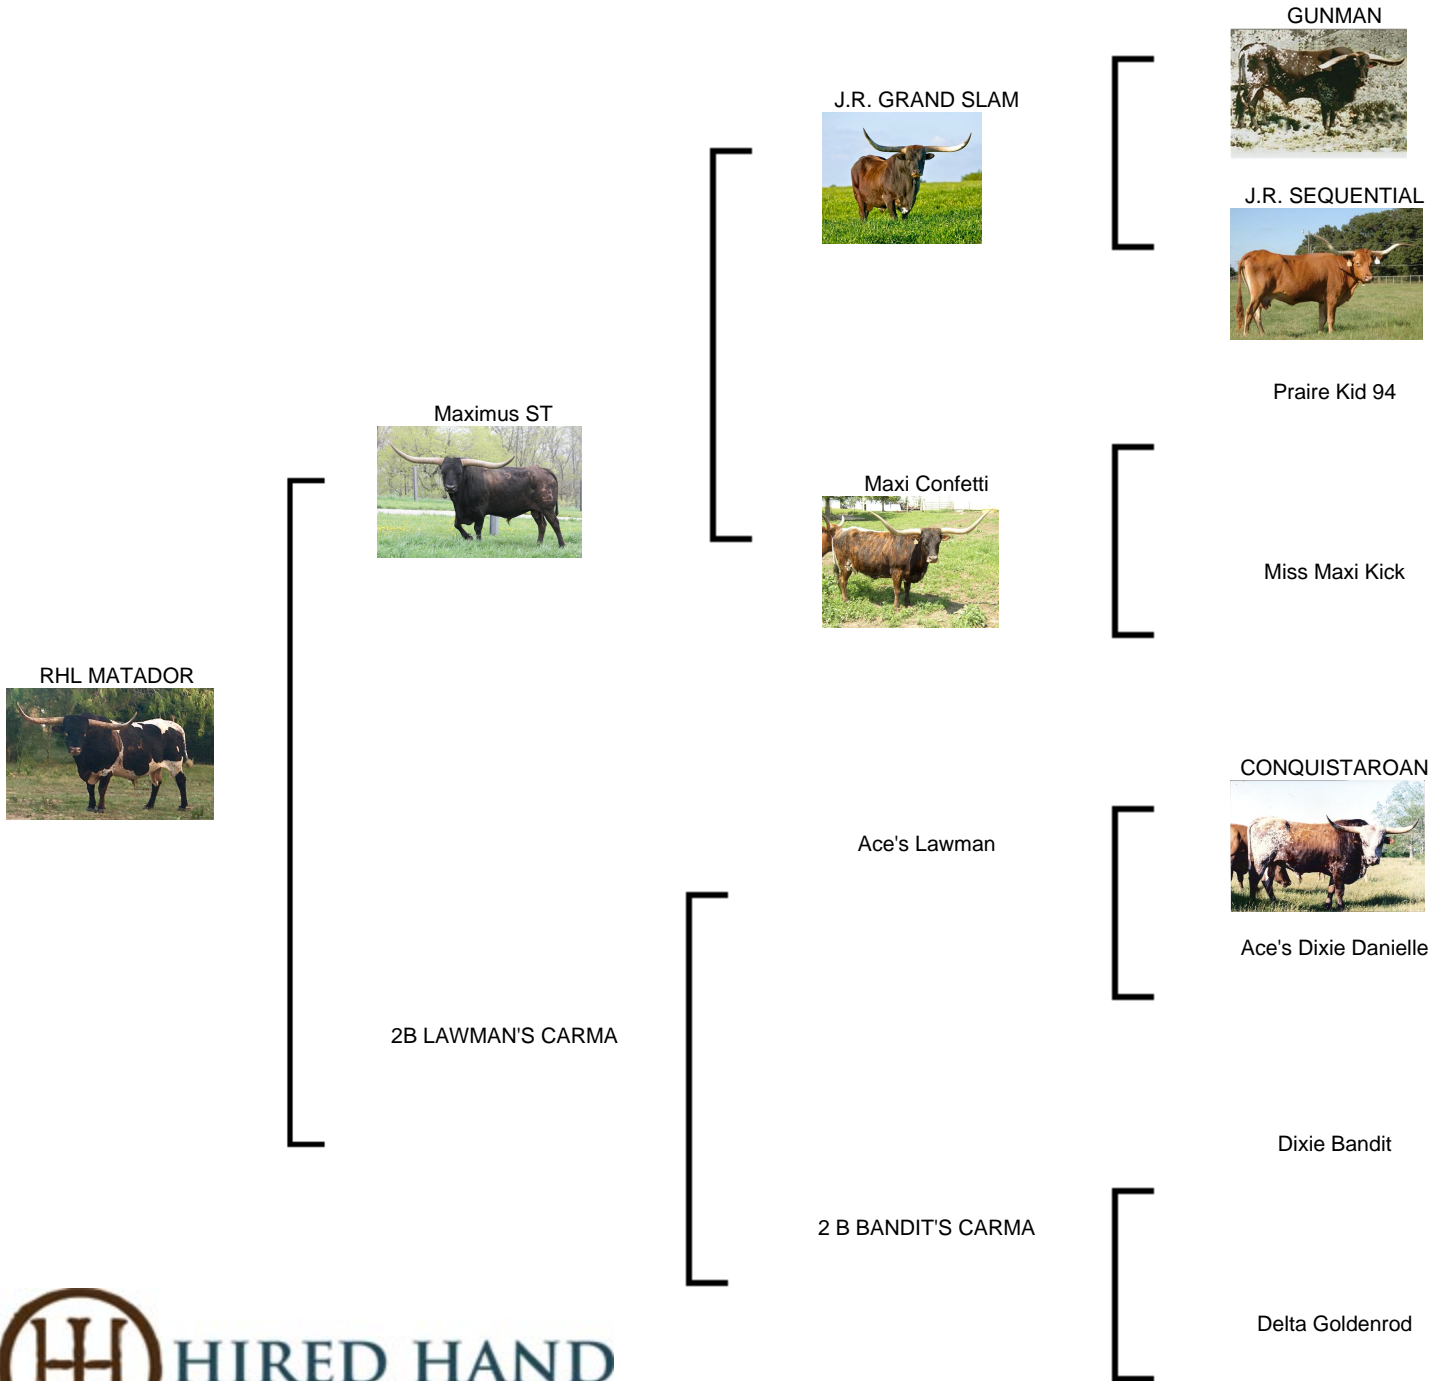 GUNMAN
J.R. GRAND SLAM
J.R. SEQUENTIAL
Praire Kid 94
Maximus ST
Maxi Confetti
Miss Maxi Kick
RHL MATADOR
CONQUISTAROAN
Ace's Lawman
Ace's Dixie Danielle
2B LAWMAN'S CARMA
Dixie Bandit
2 B BANDIT'S CARMA
Delta Goldenrod
HIRED HAND